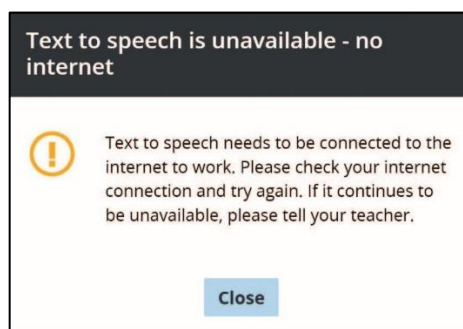 Text to speech is unavailable - no
internet
Text to speech needs to be connected to the
internet to work. Please check your internet
connection and try again. If it continues to
be unavailable, please tell your teacher.
Close